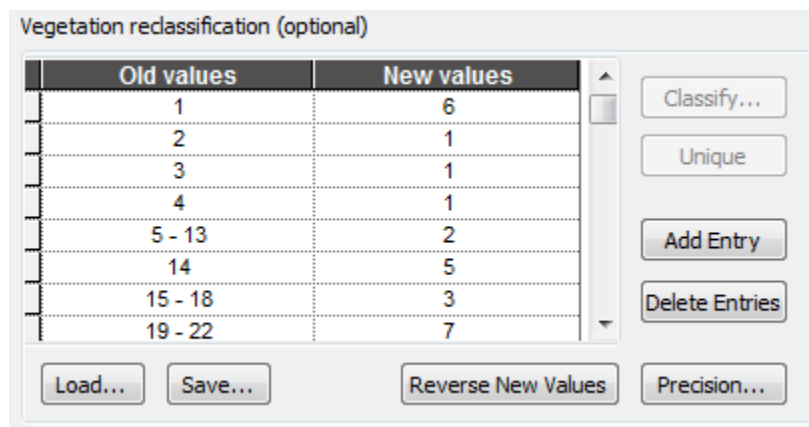 Vegetation reclassification (optional)
Old values New values
1 6
2 1
3 1
4 1
5 - 13 2
14 5
15 - 18 3
19 - 22 7
Classify...
Unique
Add Entry
Delete Entries
Load... Save... Reverse New Values Precision...